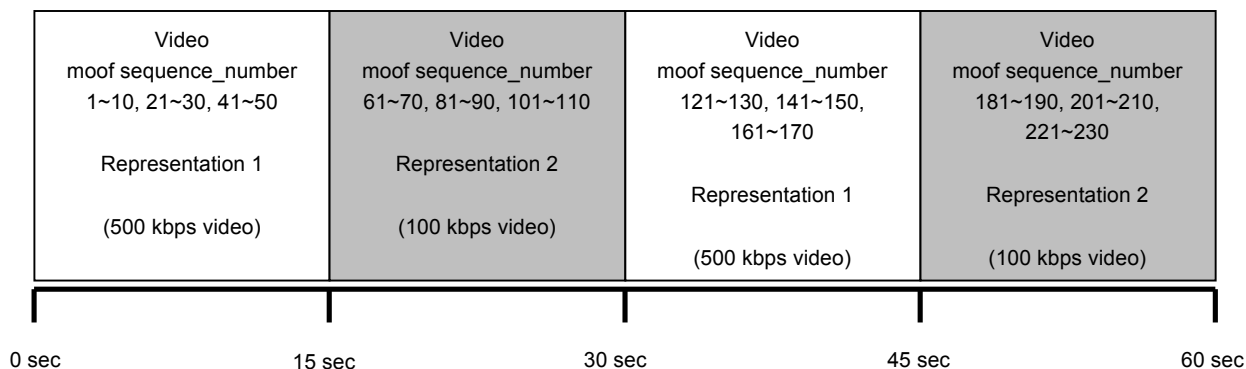 Video
moof sequence_number
1~10, 21~30, 41~50
Representation 1
(500 kbps video)
Video
moof sequence_number
61~70, 81~90, 101~110
Representation 2
(100 kbps video)
Video
moof sequence_number
121~130, 141~150,
161~170
Representation 1
(500 kbps video)
Video
moof sequence_number
181~190, 201~210,
221~230
Representation 2
(100 kbps video)
0 sec
15 sec
30 sec
45 sec
60 sec